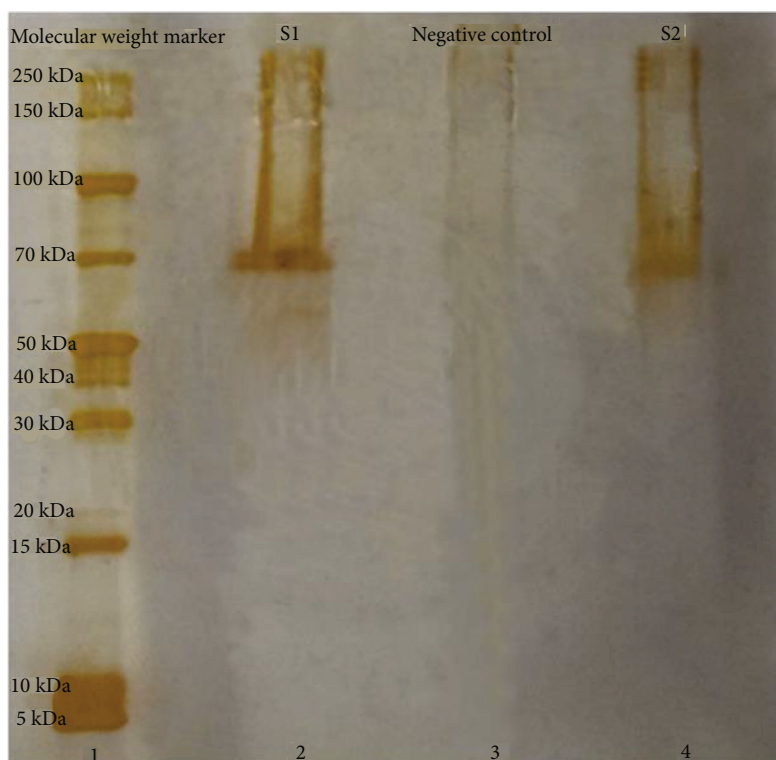 Molecular weight marker S1 Negative control S2
250 kDa
150 kDa
100 kDa
70 kDa
50 kDa
40 kDa
30 kDa
20 kDa
15 kDa
10 kDa
5 kDa
1 2 3 4